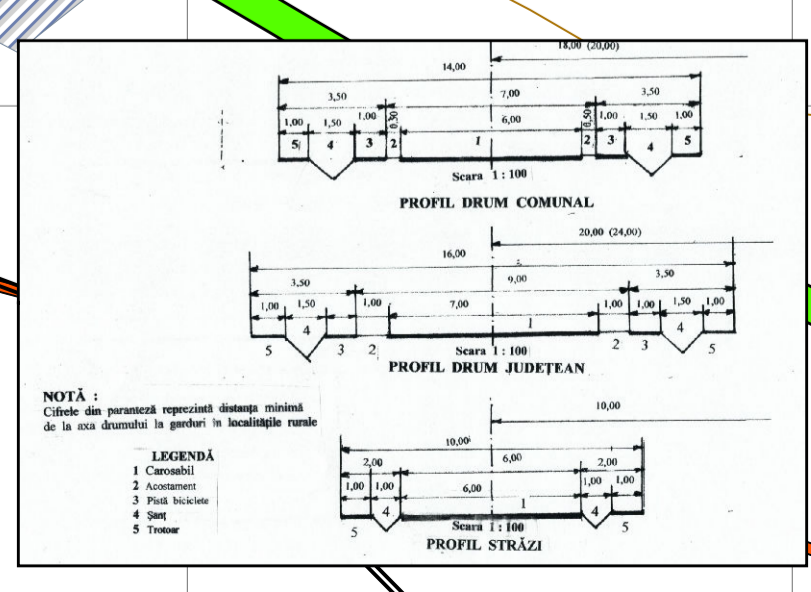 18,00 (20,00)
14,00
3,50 7,00 3,50
1,00 1,50 1,00 0,50 6,00 0,50 1,00 1,50 1,00
5 4 3 2 1 2 3 4 5
Scara 1 : 100
PROFIL DRUM COMUNAL
20,00 (24,00)
16,00
3,50 9,00 3,50
1,00 1,50 1,00 7,00 1,00 1,00 1,50 1,00
5 4 3 2 1 2 3 4 5
Scara 1 : 100
PROFIL DRUM JUDEȚEAN
NOTĂ :
Cifrele din paranteză reprezintă distanța minimă
de la axa drumului la garduri în localitățile rurale
10,00
10,00
2,00 6,00 2,00
1,00 1,00 6,00 1,00 1,00
5 4 1 4 5
Scara 1 : 100
PROFIL STRĂZI
LEGENDĂ
1 Carosabil
2 Acostament
3 Pistă biciclete
4 Șanț
5 Trotoar